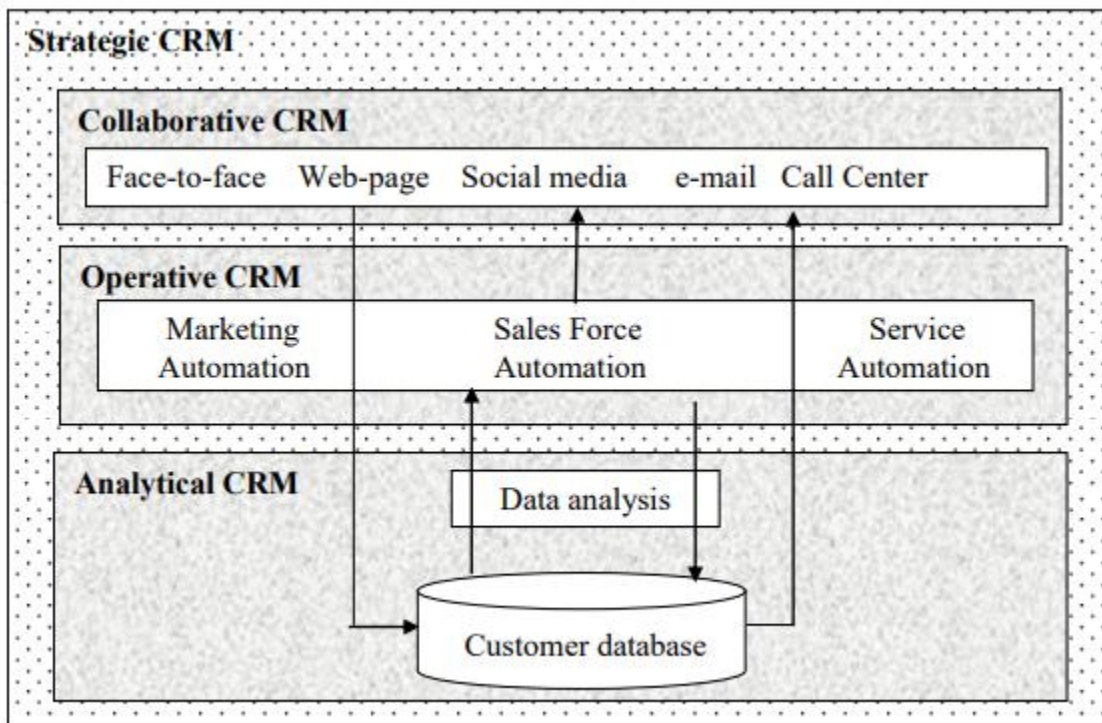 Strategic CRM
Collaborative CRM
Face-to-face Web-page Social media e-mail Call Center
Operative CRM
Marketing Automation
Sales Force Automation
Service Automation
Analytical CRM
Data analysis
Customer database